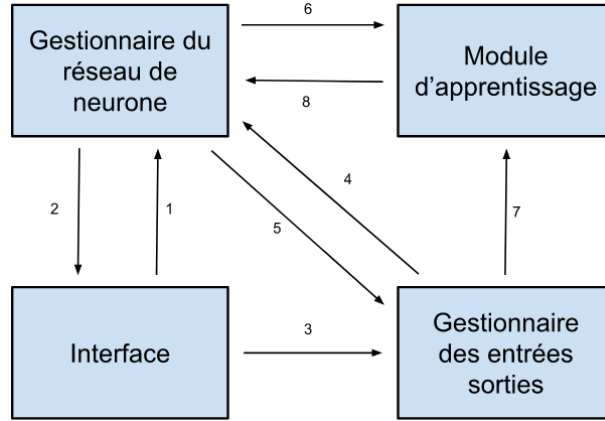 Gestionnaire du
réseau de
neurone
6
8
Module
d'apprentissage
2
1
4
5
7
Interface
3
Gestionnaire
des entrées
sorties